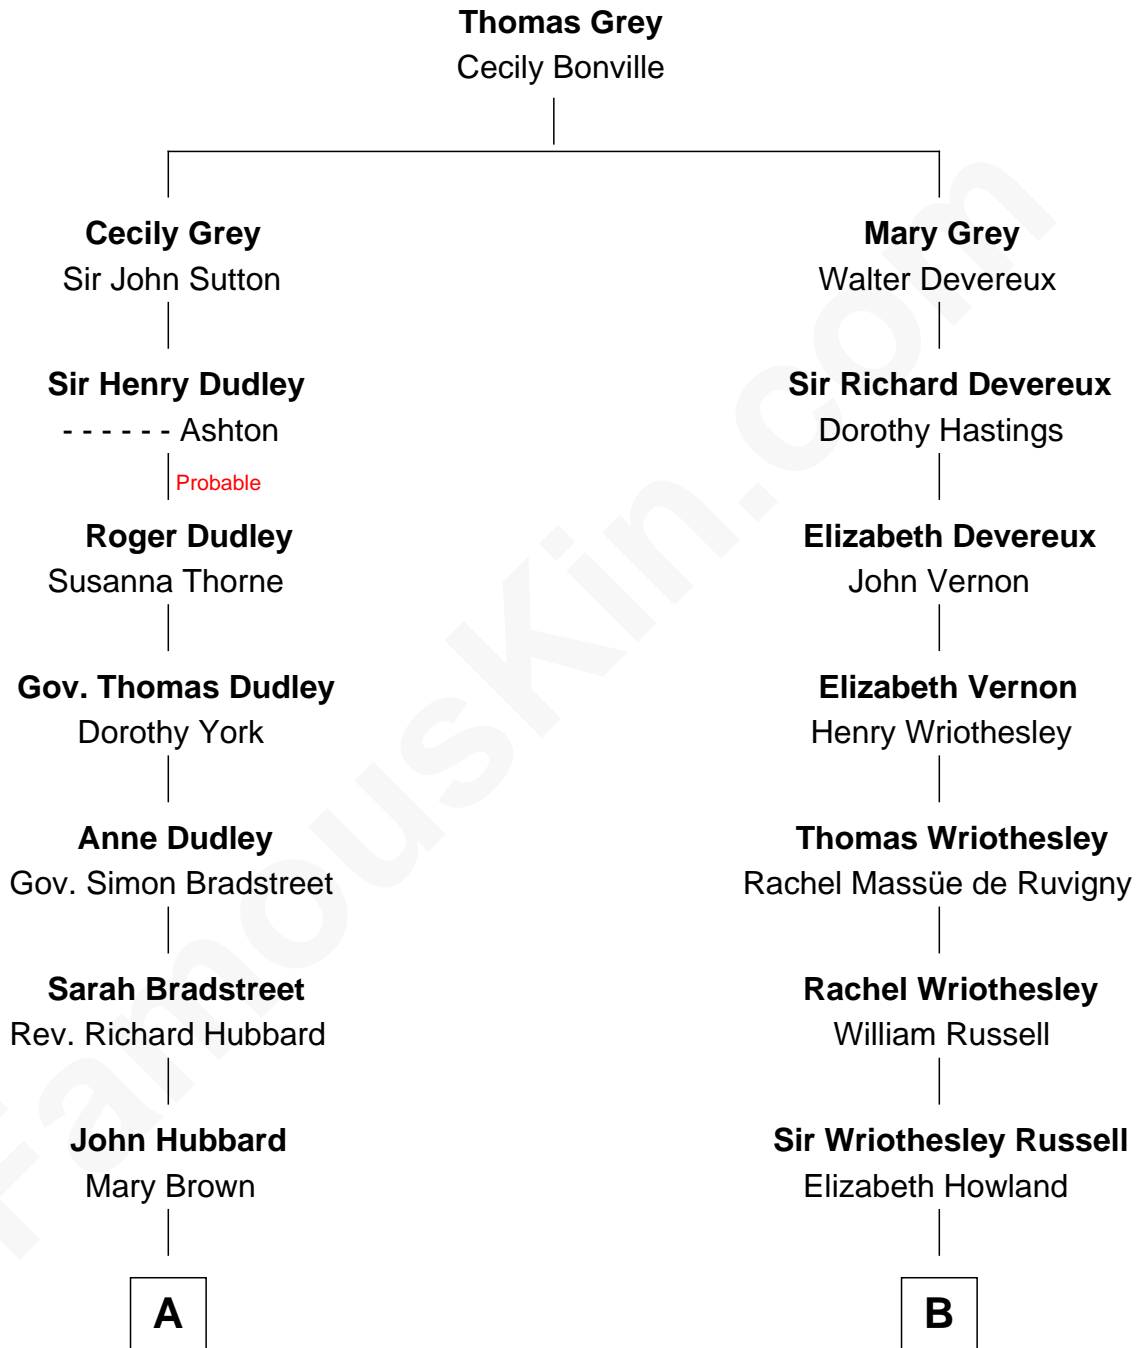 Thomas Grey
Cecily Bonville
Cecily Grey
Sir John Sutton
Mary Grey
Walter Devereux
Sir Henry Dudley
- - - - - - Ashton
Sir Richard Devereux
Dorothy Hastings
Probable
Roger Dudley
Susanna Thorne
Elizabeth Devereux
John Vernon
Gov. Thomas Dudley
Dorothy York
Elizabeth Vernon
Henry Wriothesley
Anne Dudley
Gov. Simon Bradstreet
Thomas Wriothesley
Rachel Massüe de Ruvigny
Sarah Bradstreet
Rev. Richard Hubbard
Rachel Wriothesley
William Russell
John Hubbard
Mary Brown
Sir Wriothesley Russell
Elizabeth Howland
A
B
FamousKin.com